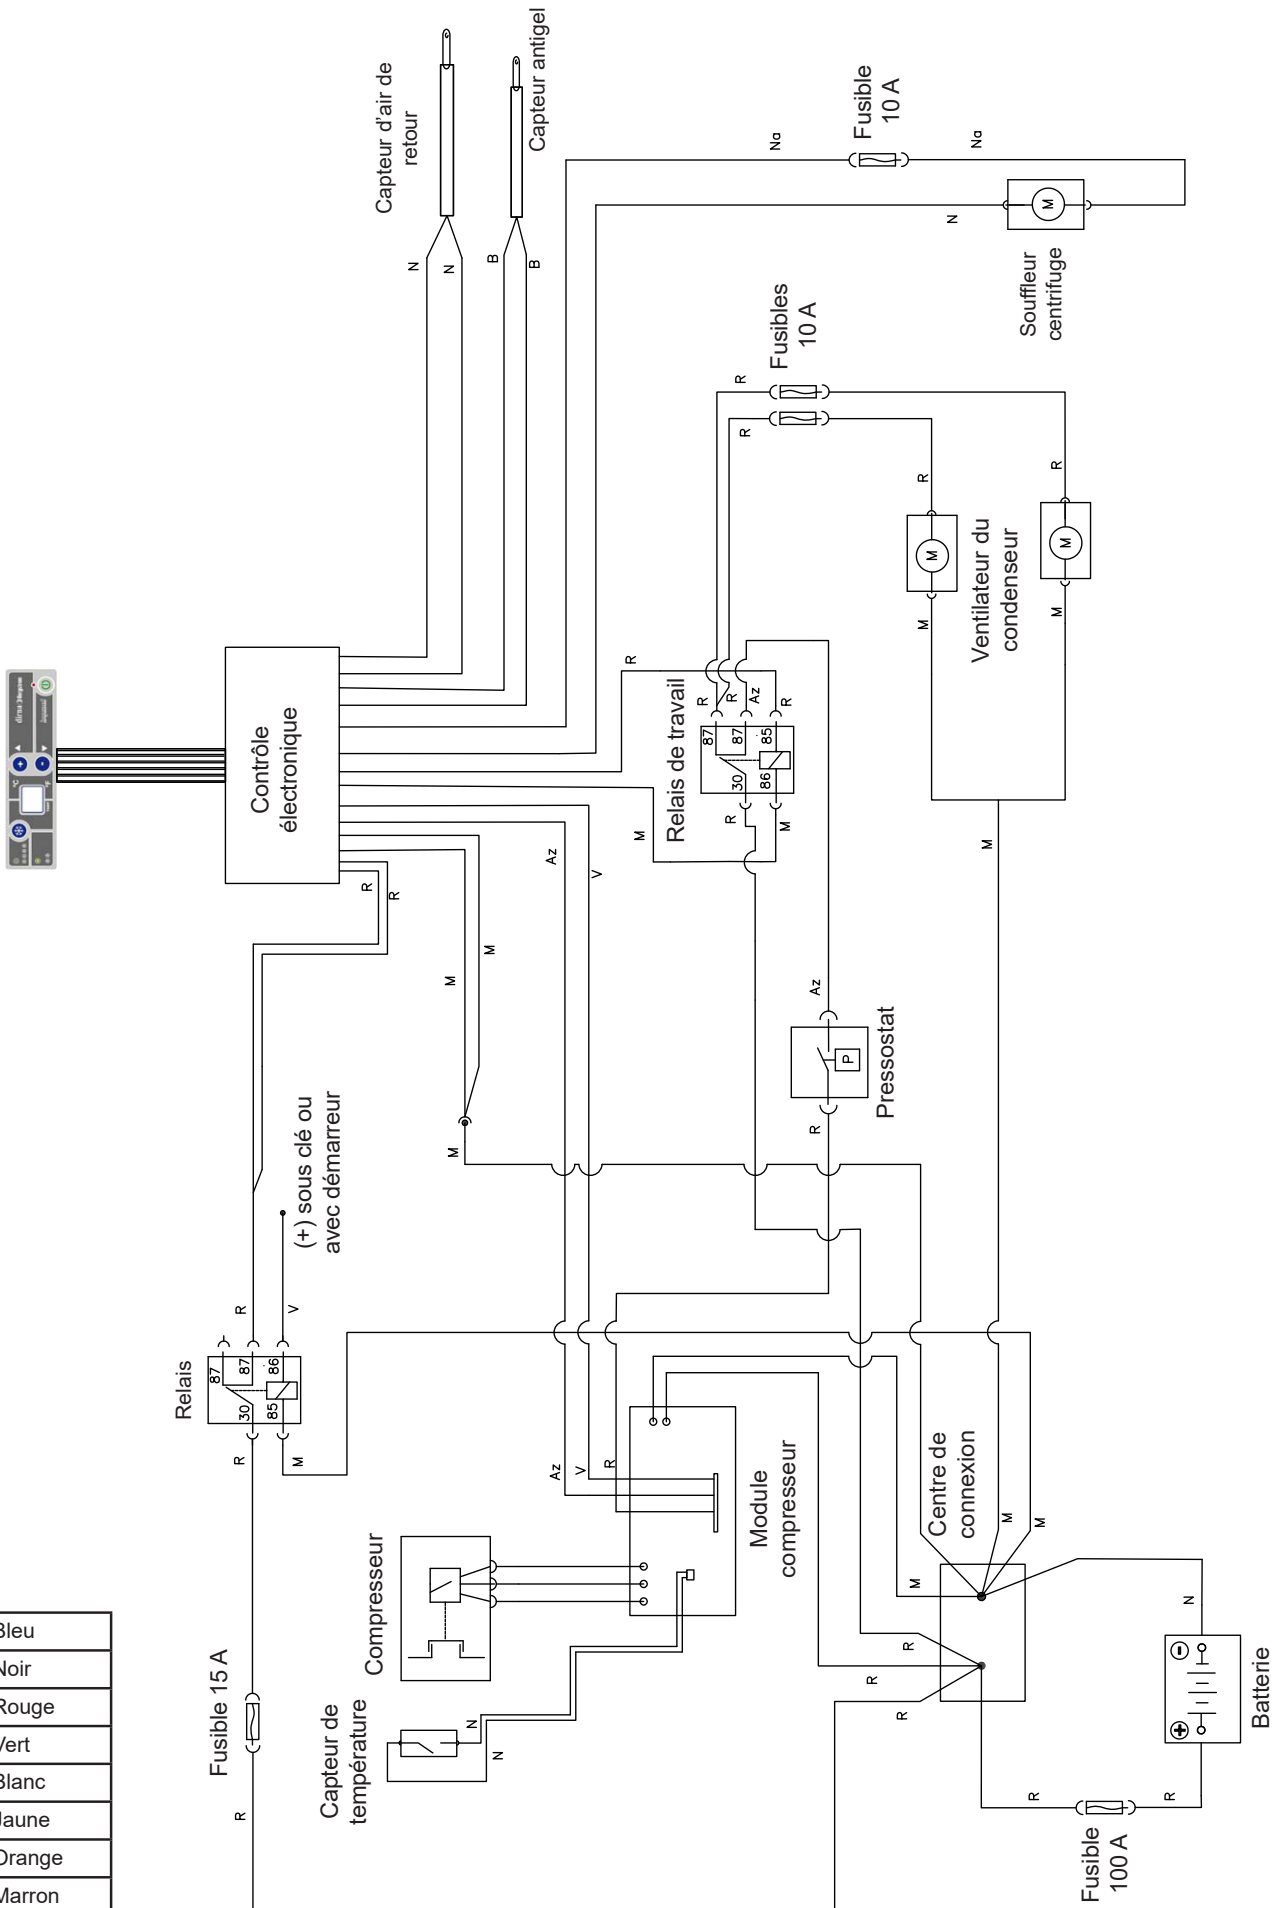 dirna Bergstrom
°C
°F
+
-
Contrôle
électronique
Capteur d'air de
retour
Capteur antigel
N
N
B
B
Na
Fusible
10 A
Na
N
M
Souffleur
centrifuge
Fusibles
10 A
R
R
R
R
M
M
M
M
Ventilateur du
condenseur
M
Relais de travail
R
R
R
Az
R
87
87
85
30
86
R
M
M
Az
V
R
R
M
M
M
Az
P
R
Pressostat
(+) sous clé ou
avec démarreur
R
V
Relais
87
87
86
30
85
R
M
Az
V
R
Module
compresseur
Compresseur
Capteur de
température
N
N
Fusible 15 A
R
Centre de
connexion
M
M
M
R
R
R
N
Batterie
R
R
Fusible
100 A
Bleu
Noir
Rouge
Vert
Blanc
Jaune
Orange
Marron